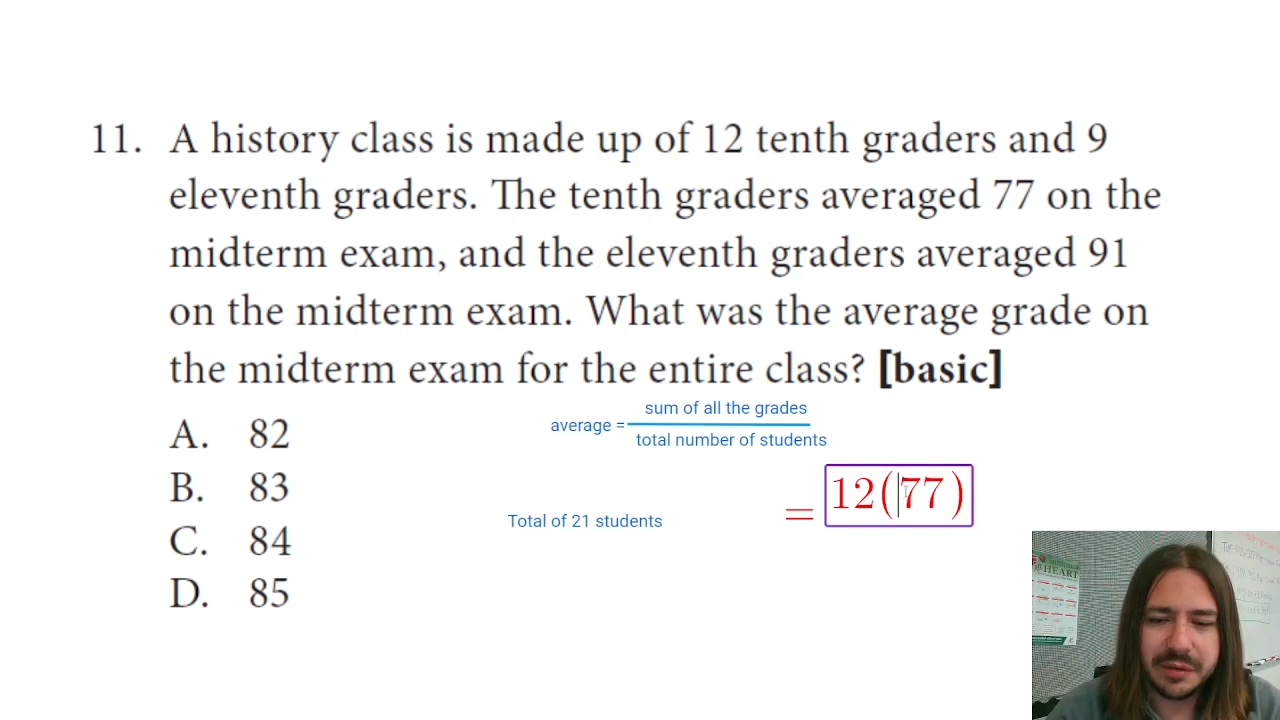 11. A history class is made up of 12 tenth graders and 9
eleventh graders. The tenth graders averaged 77 on the
midterm exam, and the eleventh graders averaged 91
on the midterm exam. What was the average grade on
the midterm exam for the entire class? [basic]
A. 82
B. 83
C. 84
D. 85
average = sum of all the grades
total number of students
= 12(77)
Total of 21 students
HEART